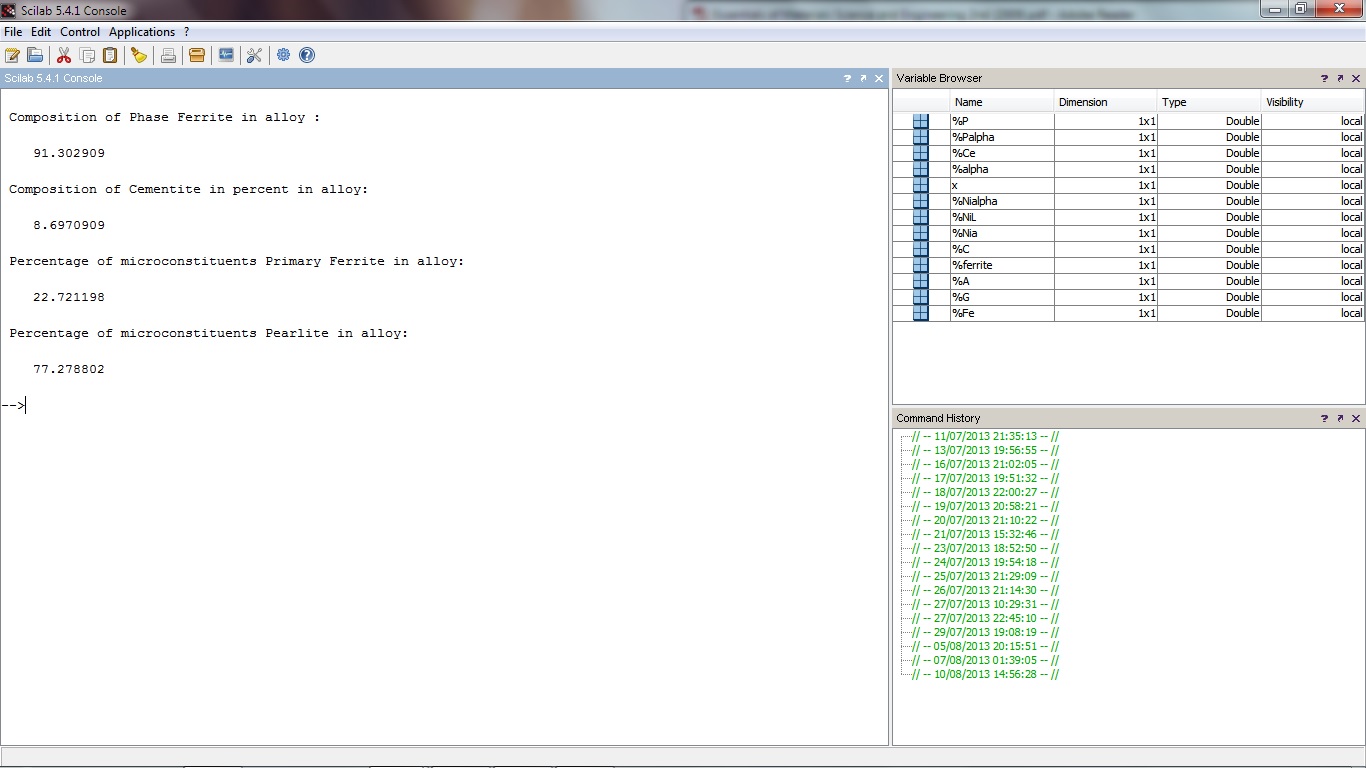 Scilab 5.4.1 Console
File Edit Control Applications ?
Scilab 5.4.1 Console
Composition of Phase Ferrite in alloy :
91.302909
Composition of Cementite in percent in alloy:
8.6970909
Percentage of microconstituents Primary Ferrite in alloy:
22.721198
Percentage of microconstituents Pearlite in alloy:
77.278802
-->
Variable Browser
Name Dimension Type Visibility
%P 1x1 Double local
%Palpha 1x1 Double local
%Ce 1x1 Double local
%alpha 1x1 Double local
x 1x1 Double local
%Nialpha 1x1 Double local
%NiL 1x1 Double local
%Nia 1x1 Double local
%C 1x1 Double local
%ferrite 1x1 Double local
%A 1x1 Double local
%G 1x1 Double local
%Fe 1x1 Double local
Command History
// -- 11/07/2013 21:35:13 -- //
// -- 13/07/2013 19:56:55 -- //
// -- 16/07/2013 21:02:05 -- //
// -- 17/07/2013 19:51:32 -- //
// -- 18/07/2013 22:00:27 -- //
// -- 19/07/2013 20:58:21 -- //
// -- 20/07/2013 21:10:22 -- //
// -- 21/07/2013 15:32:46 -- //
// -- 23/07/2013 18:52:50 -- //
// -- 24/07/2013 19:54:18 -- //
// -- 25/07/2013 21:29:09 -- //
// -- 26/07/2013 21:14:30 -- //
// -- 27/07/2013 10:29:31 -- //
// -- 27/07/2013 22:45:10 -- //
// -- 29/07/2013 19:08:19 -- //
// -- 05/08/2013 20:15:51 -- //
// -- 07/08/2013 01:39:05 -- //
// -- 10/08/2013 14:56:28 -- //